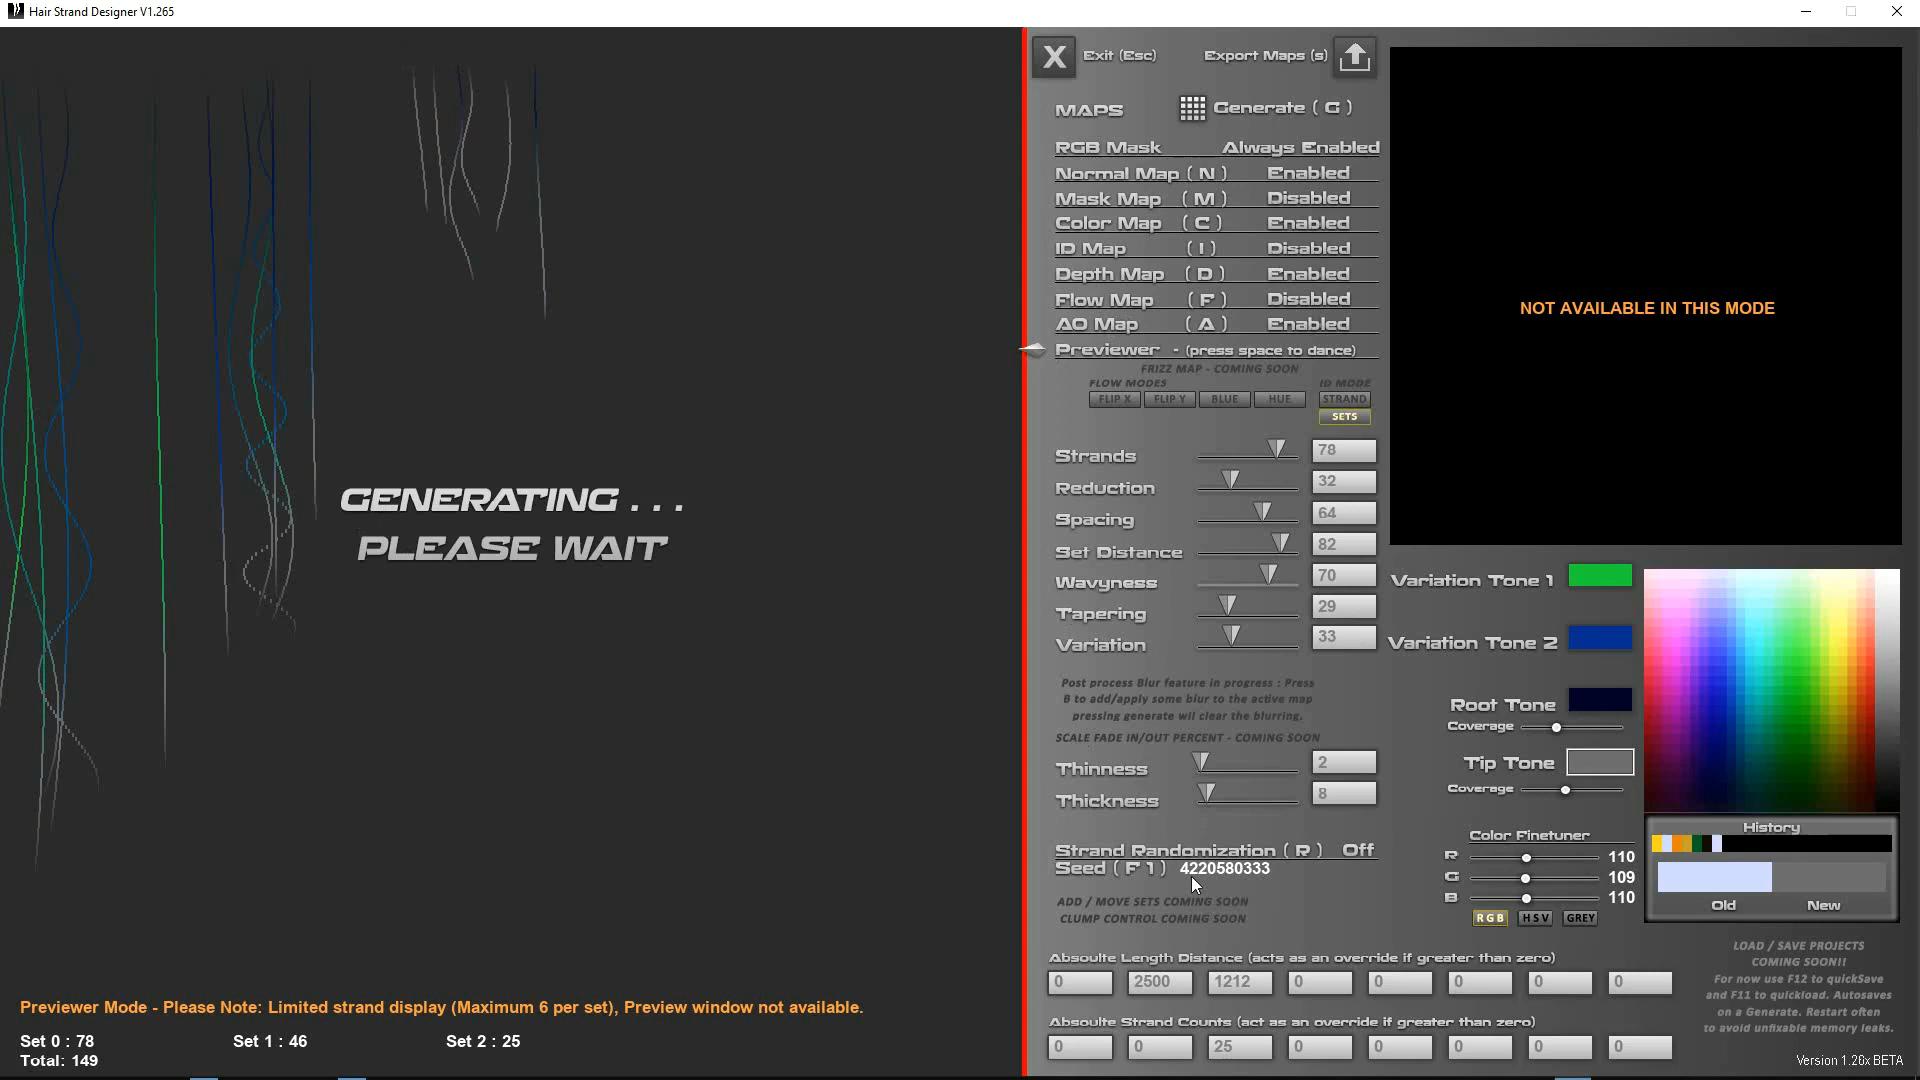 Hair Strand Designer V1.265
X Exit (Esc) Export Maps (s)
MAPS Generate ( G )
RGB Mask Always Enabled
Normal Map ( N ) Enabled
Mask Map ( M ) Disabled
Color Map ( C ) Enabled
ID Map ( I ) Disabled
Depth Map ( D ) Enabled
Flow Map ( F ) Disabled
AO Map ( A ) Enabled
Previewer - (press space to dance)
FRIZZ MAP - COMING SOON
FLOW MODES ID MODE
FLIP X FLIP Y BLUE HUE STRAND
SETS
NOT AVAILABLE IN THIS MODE
Strands 78
Reduction 32
Spacing 64
Set Distance 82
Wavyness 70
Tapering 29
Variation 33
GENERATING . . .
PLEASE WAIT
Post process Blur feature in progress : Press
B to add/apply some blur to the active map
pressing generate wil clear the blurring.
SCALE FADE IN/OUT PERCENT - COMING SOON
Thinness 2
Thickness 8
Strand Randomization ( R ) Off
Seed ( F 1 ) 4220580333
ADD / MOVE SETS COMING SOON
CLUMP CONTROL COMING SOON
Variation Tone 1
Variation Tone 2
Root Tone
Coverage
Tip Tone
Coverage
Color Finetuner
R 110
G 109
B 110
R G B H S V GREY
History
Old New
Absoulte Length Distance (acts as an override if greater than zero)
0 2500 1212 0 0 0 0 0
Absoulte Strand Counts (act as an override if greater than zero)
0 0 25 0 0 0 0 0
LOAD / SAVE PROJECTS
COMING SOON!!
For now use F12 to quickSave
and F11 to quickload. Autosaves
on a Generate. Restart often
to avoid unfixable memory leaks.
Version 1.26x BETA
Previewer Mode - Please Note: Limited strand display (Maximum 6 per set), Preview window not available.
Set 0 : 78 Set 1 : 46 Set 2 : 25
Total: 149